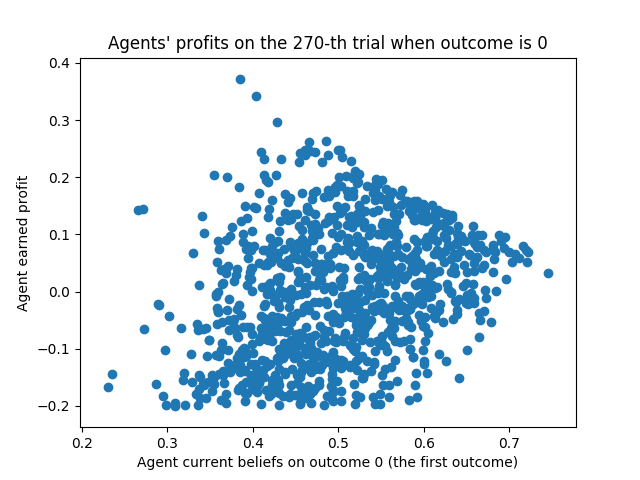 Agents' profits on the 270-th trial when outcome is 0
0.4
0.3
0.2
0.1
0.0
−0.1
−0.2
Agent earned profit
0.2 0.3 0.4 0.5 0.6 0.7
Agent current beliefs on outcome 0 (the first outcome)